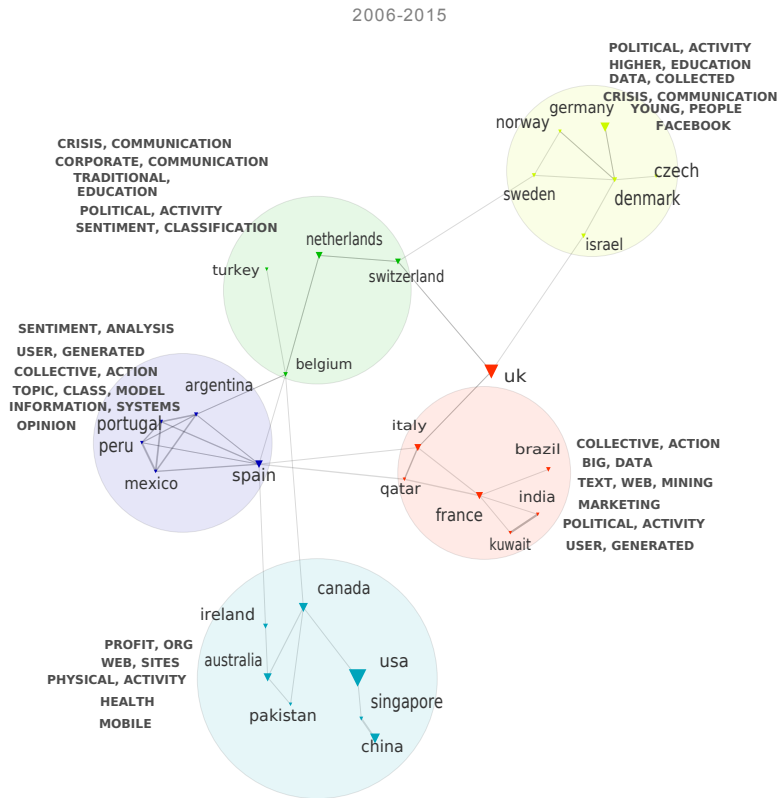 2006-2015
POLITICAL, ACTIVITY
HIGHER, EDUCATION
DATA, COLLECTED
CRISIS, COMMUNICATION
YOUNG, PEOPLE
FACEBOOK
germany
norway
czech
sweden
denmark
israel
CRISIS, COMMUNICATION
CORPORATE, COMMUNICATION
TRADITIONAL,
EDUCATION
POLITICAL, ACTIVITY
SENTIMENT, CLASSIFICATION
netherlands
turkey
switzerland
belgium
SENTIMENT, ANALYSIS
USER, GENERATED
COLLECTIVE, ACTION
TOPIC, CLASS, MODEL
INFORMATION, SYSTEMS
OPINION
argentina
portugal
peru
mexico
spain
uk
italy
brazil
qatar
india
france
kuwait
COLLECTIVE, ACTION
BIG, DATA
TEXT, WEB, MINING
MARKETING
POLITICAL, ACTIVITY
USER, GENERATED
canada
ireland
australia
usa
singapore
pakistan
china
PROFIT, ORG
WEB, SITES
PHYSICAL, ACTIVITY
HEALTH
MOBILE